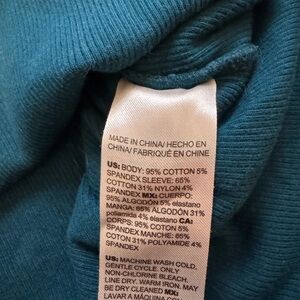 MADE IN CHINA/ HECHO EN
CHINA/ FABRIQUÉ EN CHINE
US: BODY: 95% COTTON 5%
SPANDEX SLEEVE: 65%
COTTON 31% NYLON 4%
SPANDEX MX: CUERPO:
95% ALGODÓN 5% elastano
MANGA: 65% ALGODÓN 31%
poliamida 4% elastano CA:
CORPS: 95% COTON 5%
SPANDEX MANCHE: 65%
COTON 31% POLYAMIDE 4%
SPANDEX
US: MACHINE WASH COLD,
GENTLE CYCLE. ONLY
NON-CHLORINE BLEACH.
LINE DRY. WARM IRON. MAY
BE DRY CLEANED MX:
LAVAR A MÁQUINA CON